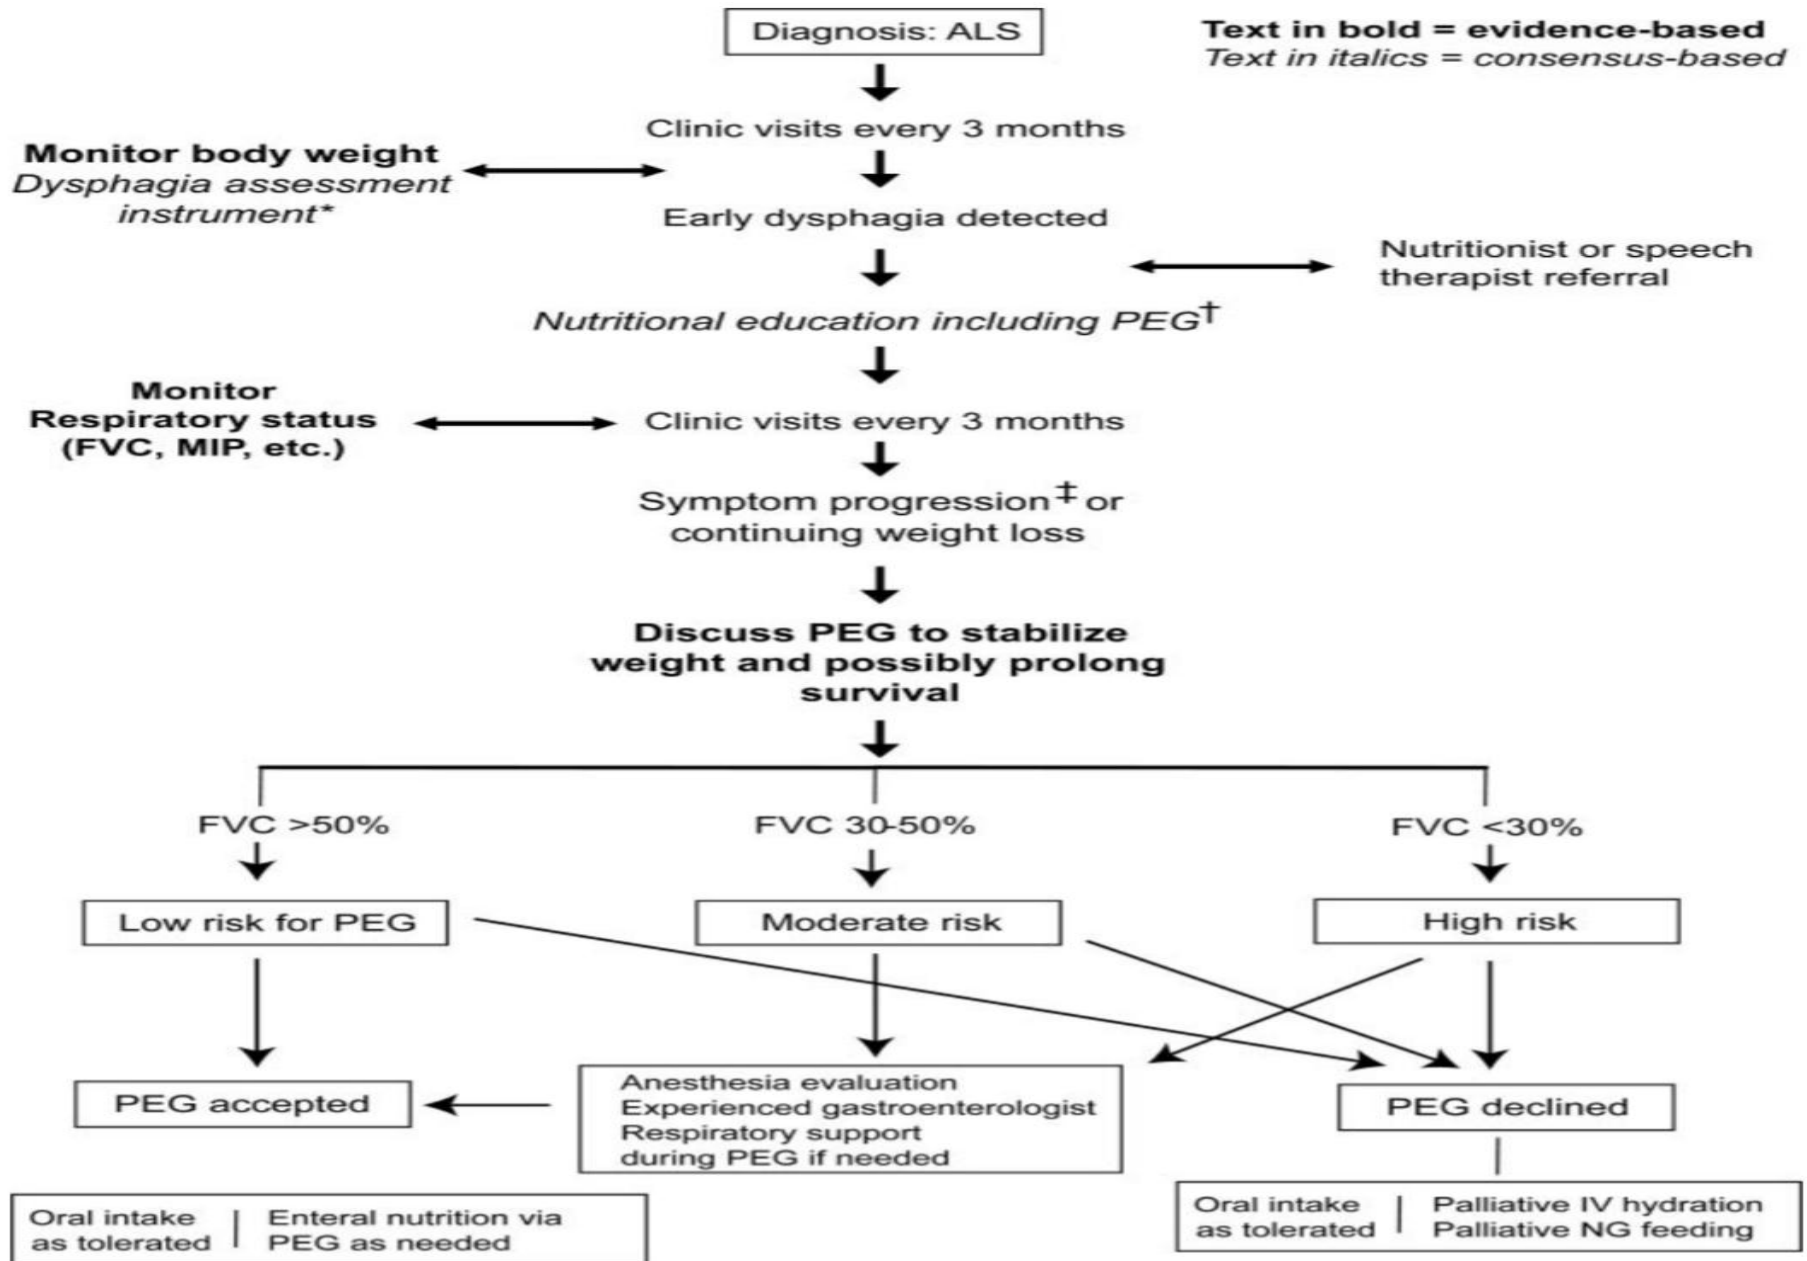 Diagnosis: ALS
Text in bold = evidence-based
Text in italics = consensus-based
Clinic visits every 3 months
Monitor body weight
Dysphagia assessment
instrument*
Early dysphagia detected
Nutritionist or speech
therapist referral
Nutritional education including PEG†
Monitor
Respiratory status
(FVC, MIP, etc.)
Clinic visits every 3 months
Symptom progression‡ or
continuing weight loss
Discuss PEG to stabilize
weight and possibly prolong
survival
FVC >50%
FVC 30-50%
FVC <30%
Low risk for PEG
Moderate risk
High risk
PEG accepted
Anesthesia evaluation
Experienced gastroenterologist
Respiratory support
during PEG if needed
PEG declined
Oral intake
as tolerated
Enteral nutrition via
PEG as needed
Oral intake
as tolerated
Palliative IV hydration
Palliative NG feeding